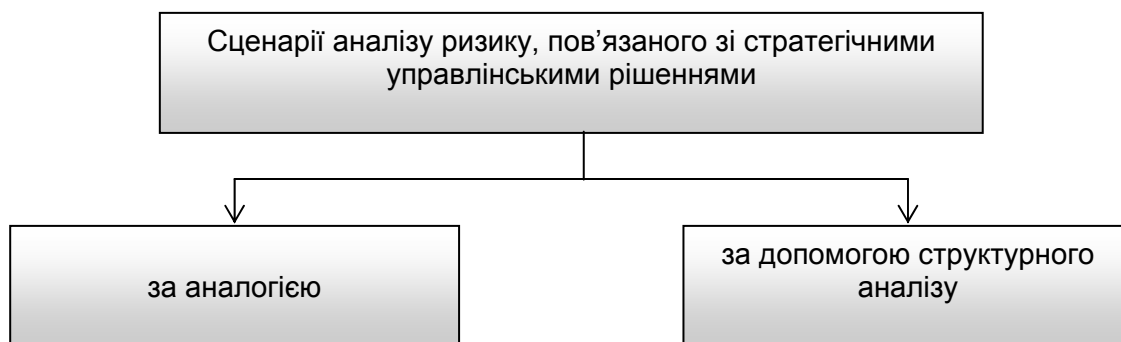 Сценарії аналізу ризику, пов’язаного зі стратегічними
управлінськими рішеннями
за аналогією
за допомогою структурного
аналізу